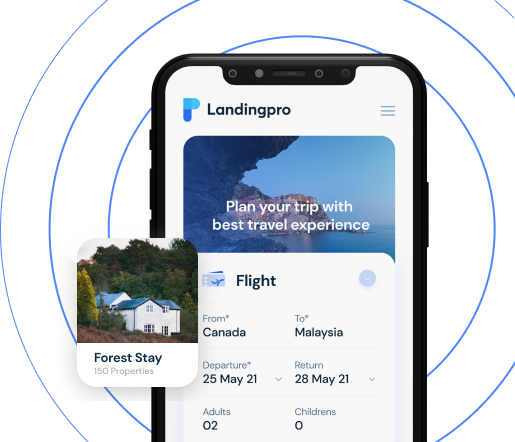 Landingpro
Plan your trip with
best travel experience
Flight
From* To*
Canada Malaysia
Departure* Return
25 May 21 28 May 21
Adults Childrens
02 0
Forest Stay
150 Properties